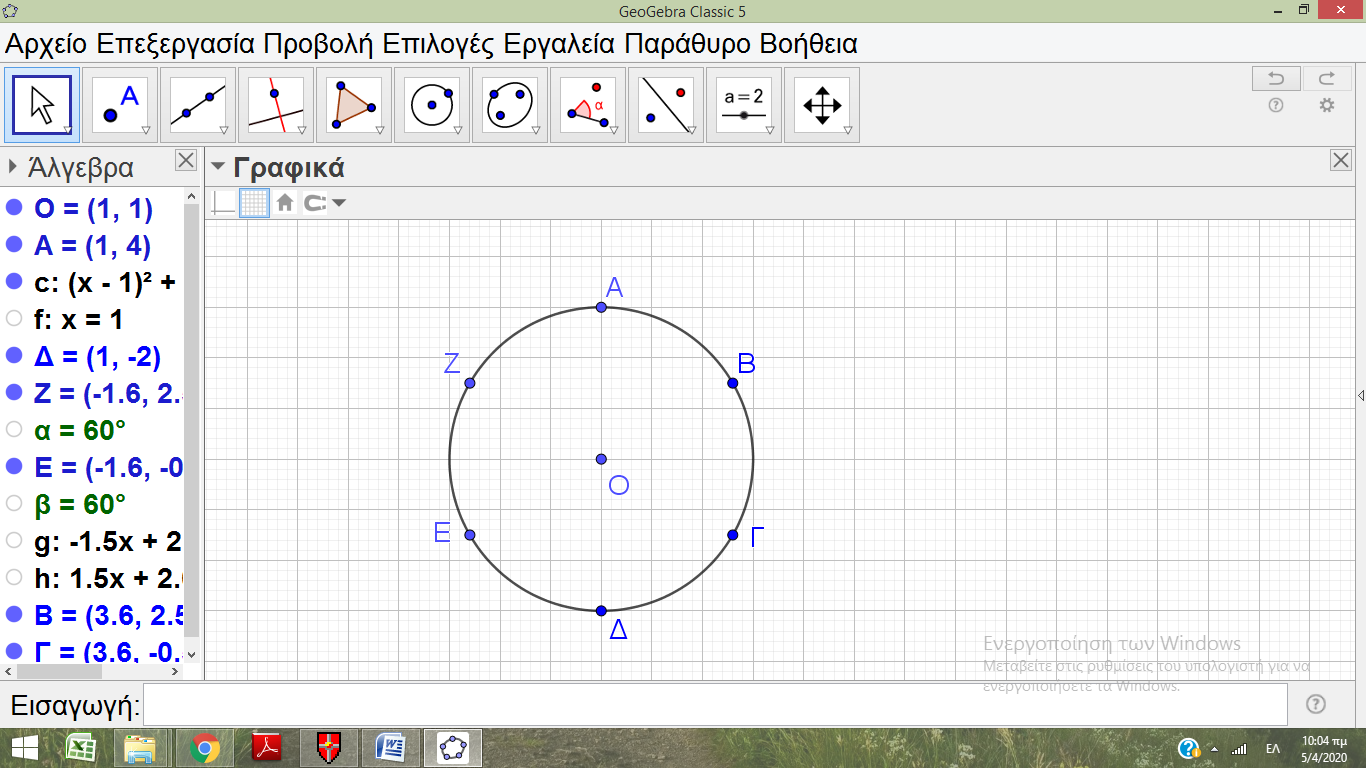 GeoGebra Classic 5
Αρχείο Επεξεργασία Προβολή Επιλογές Εργαλεία Παράθυρο Βοήθεια
A
α
a = 2
Άλγεβρα
Γραφικά
Ο = (1, 1)
Α = (1, 4)
c: (x - 1)² +
f: x = 1
Δ = (1, -2)
Ζ = (-1.6, 2.
α = 60°
Ε = (-1.6, -0
β = 60°
g: -1.5x + 2
h: 1.5x + 2.
Β = (3.6, 2.5
Γ = (3.6, -0.
Α
Ζ
Β
Ο
Ε
Γ
Δ
Ενεργοποίηση των Windows
Μεταβείτε στις ρυθμίσεις του υπολογιστή για να
ενεργοποιήσετε τα Windows.
Εισαγωγή:
ΕΛ
10:04 πμ
5/4/2020